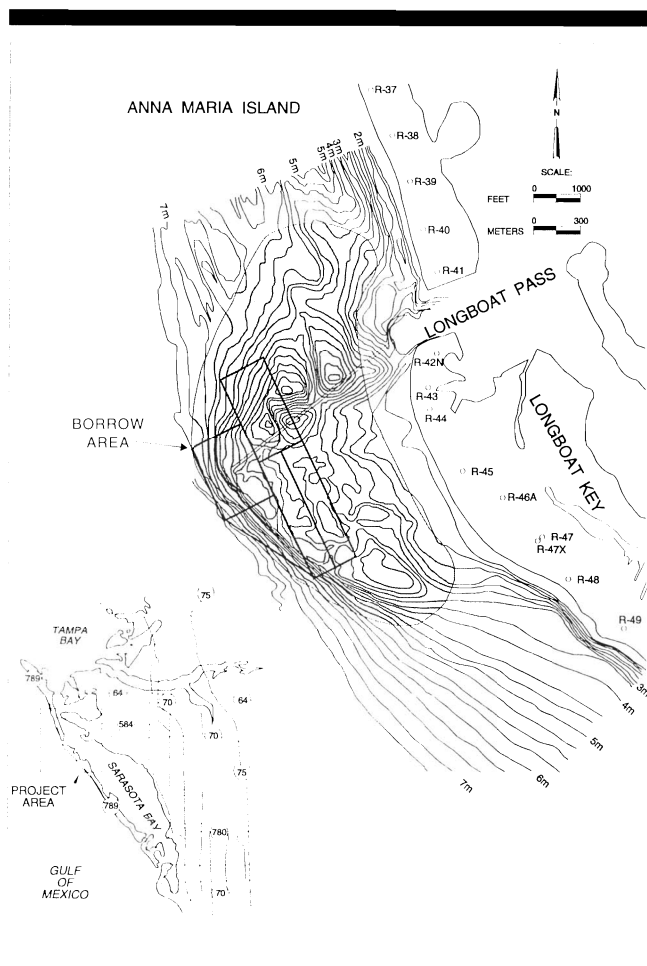 ANNA MARIA ISLAND
R-37
R-38
R-39
R-40
R-41
N
SCALE:
FEET 0 1000
METERS 0 300
7m
6m
5m
5m
4m
3m
2m
LONGBOAT PASS
R-42N
R-43
R-44
BORROW
AREA
LONGBOAT KEY
R-45
R-46A
R-47
R-47X
R-48
R-49
3m
4m
5m
6m
7m
75
TAMPA
BAY
789
64
70
64
584
70
75
SARASOTA BAY
PROJECT
AREA
789
780
GULF
OF
MEXICO
70